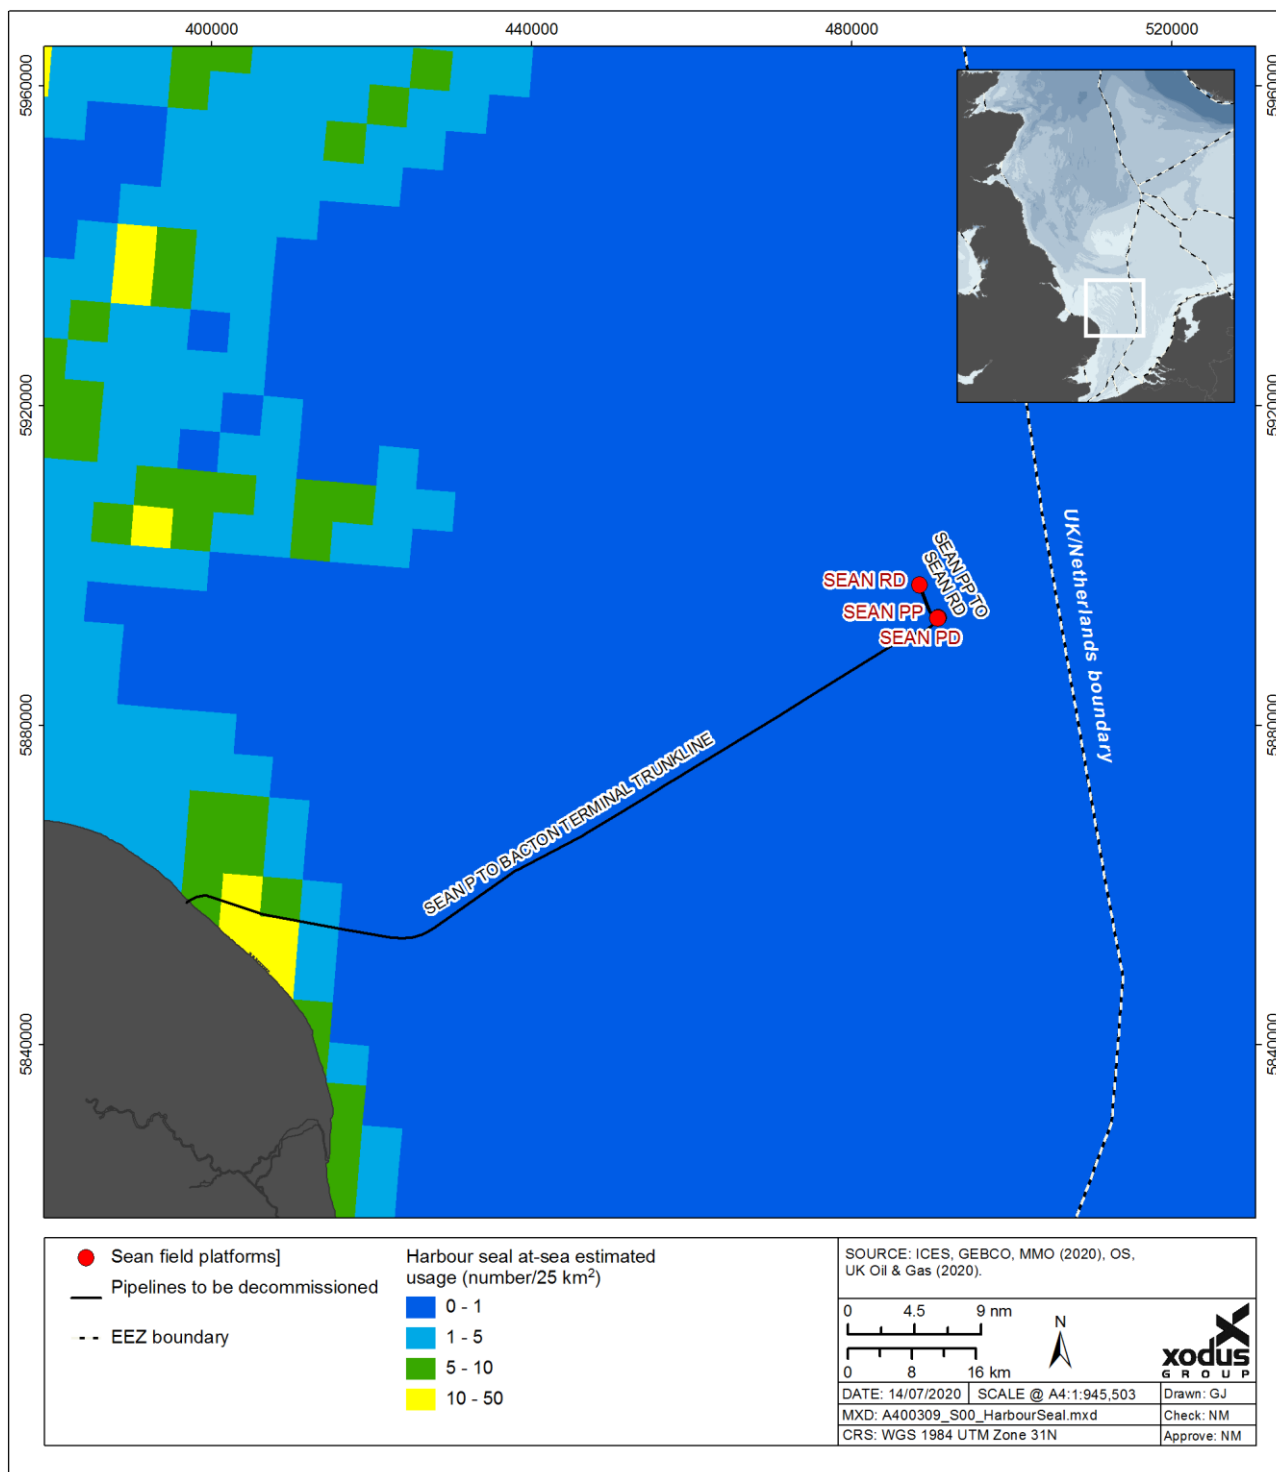 400000
440000
480000
520000
5960000
5960000
5920000
5920000
5880000
5880000
5840000
5840000
UK/Netherlands boundary
SEAN PP TO
SEAN RD
SEAN RD
SEAN PP
SEAN PD
SEAN P TO BACTON TERMINAL TRUNKLINE
Sean field platforms]
Pipelines to be decommissioned
EEZ boundary
Harbour seal at-sea estimated
usage (number/25 km²)
0 - 1
1 - 5
5 - 10
10 - 50
SOURCE: ICES, GEBCO, MMO (2020), OS,
UK Oil & Gas (2020).
0 4.5 9 nm
0 8 16 km
N
xodus
GROUP
DATE: 14/07/2020 SCALE @ A4:1:945,503 Drawn: GJ
MXD: A400309_S00_HarbourSeal.mxd Check: NM
CRS: WGS 1984 UTM Zone 31N Approve: NM